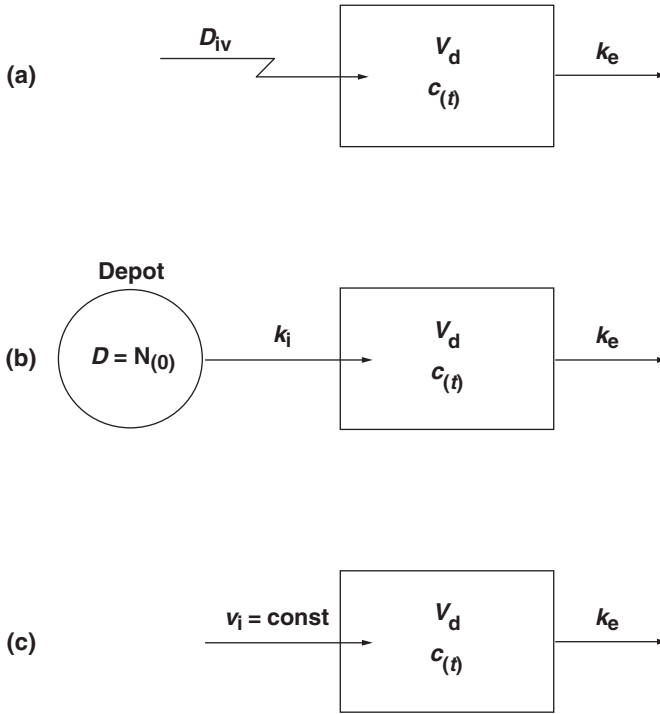 D_iv
V_d
k_e
(a)
c_(t)
Depot
V_d
k_i
k_e
(b)
D = N_(0)
c_(t)
v_i = const
V_d
k_e
(c)
c_(t)